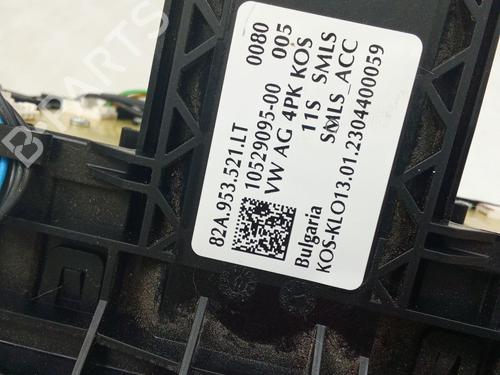 82A.953.521.LT
10529095-00 0080
VW AG 4PK KOS 005
11S SMLS
SMLS_ACC
Bulgaria
KOS-KLO13.01.2304400059
B-PARTS